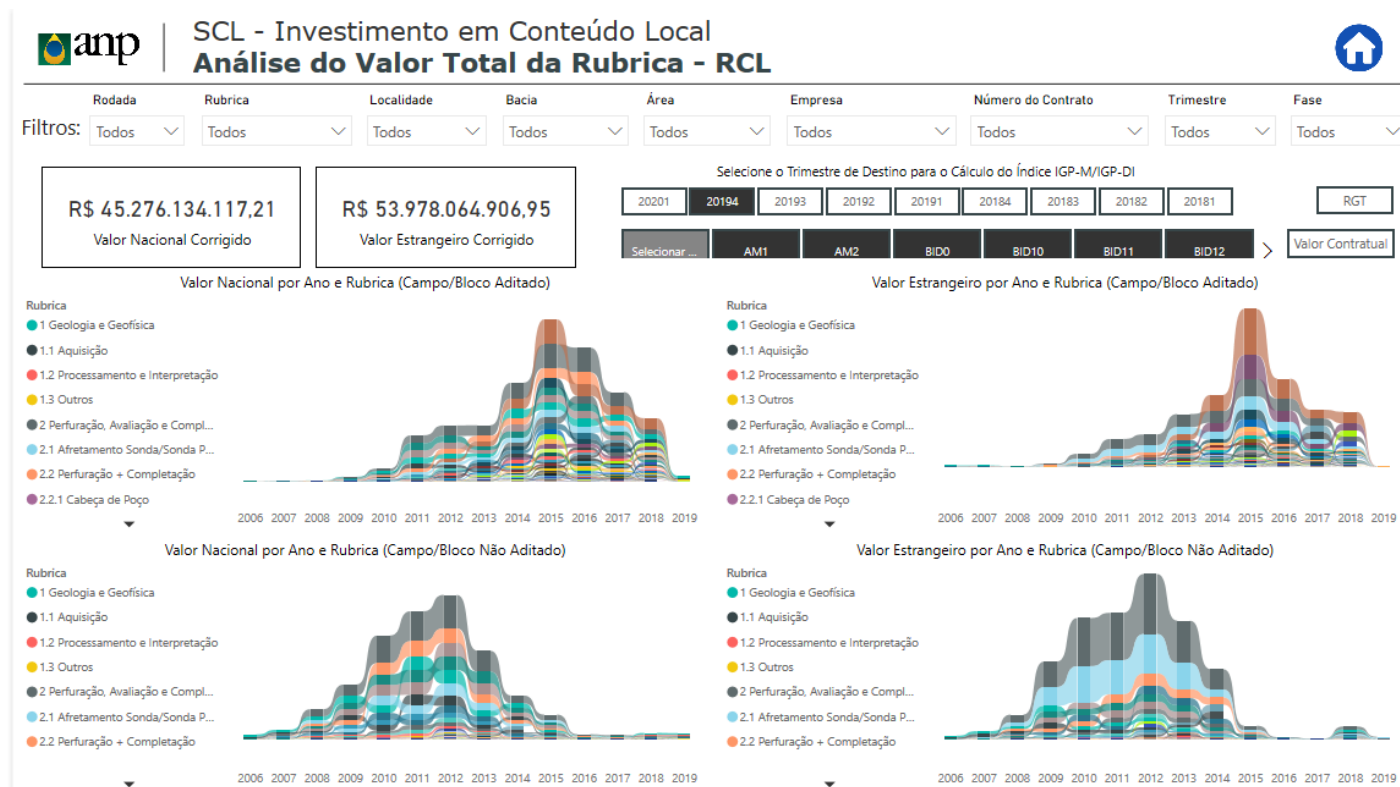 anp
SCL - Investimento em Conteúdo Local
Análise do Valor Total da Rubrica - RCL
Filtros:
Rodada
Todos
Rubrica
Todos
Localidade
Todos
Bacia
Todos
Área
Todos
Empresa
Todos
Número do Contrato
Todos
Trimestre
Todos
Fase
Todos
R$ 45.276.134.117,21
Valor Nacional Corrigido
R$ 53.978.064.906,95
Valor Estrangeiro Corrigido
Selecione o Trimestre de Destino para o Cálculo do Índice IGP-M/IGP-DI
20201 20194 20193 20192 20191 20184 20183 20182 20181
RGT
Selecionar ... AM1 AM2 BID0 BID10 BID11 BID12
Valor Contratual
Valor Nacional por Ano e Rubrica (Campo/Bloco Aditado)
Rubrica
1 Geologia e Geofísica
1.1 Aquisição
1.2 Processamento e Interpretação
1.3 Outros
2 Perfuração, Avaliação e Compl...
2.1 Afretamento Sonda/Sonda P...
2.2 Perfuração + Completação
2.2.1 Cabeça de Poço
2006 2007 2008 2009 2010 2011 2012 2013 2014 2015 2016 2017 2018 2019
Valor Estrangeiro por Ano e Rubrica (Campo/Bloco Aditado)
Rubrica
1 Geologia e Geofísica
1.1 Aquisição
1.2 Processamento e Interpretação
1.3 Outros
2 Perfuração, Avaliação e Compl...
2.1 Afretamento Sonda/Sonda P...
2.2 Perfuração + Completação
2.2.1 Cabeça de Poço
2006 2007 2008 2009 2010 2011 2012 2013 2014 2015 2016 2017 2018 2019
Valor Nacional por Ano e Rubrica (Campo/Bloco Não Aditado)
Rubrica
1 Geologia e Geofísica
1.1 Aquisição
1.2 Processamento e Interpretação
1.3 Outros
2 Perfuração, Avaliação e Compl...
2.1 Afretamento Sonda/Sonda P...
2.2 Perfuração + Completação
2006 2007 2008 2009 2010 2011 2012 2013 2014 2015 2016 2017 2018 2019
Valor Estrangeiro por Ano e Rubrica (Campo/Bloco Não Aditado)
Rubrica
1 Geologia e Geofísica
1.1 Aquisição
1.2 Processamento e Interpretação
1.3 Outros
2 Perfuração, Avaliação e Compl...
2.1 Afretamento Sonda/Sonda P...
2.2 Perfuração + Completação
2006 2007 2008 2009 2010 2011 2012 2013 2014 2015 2016 2017 2018 2019